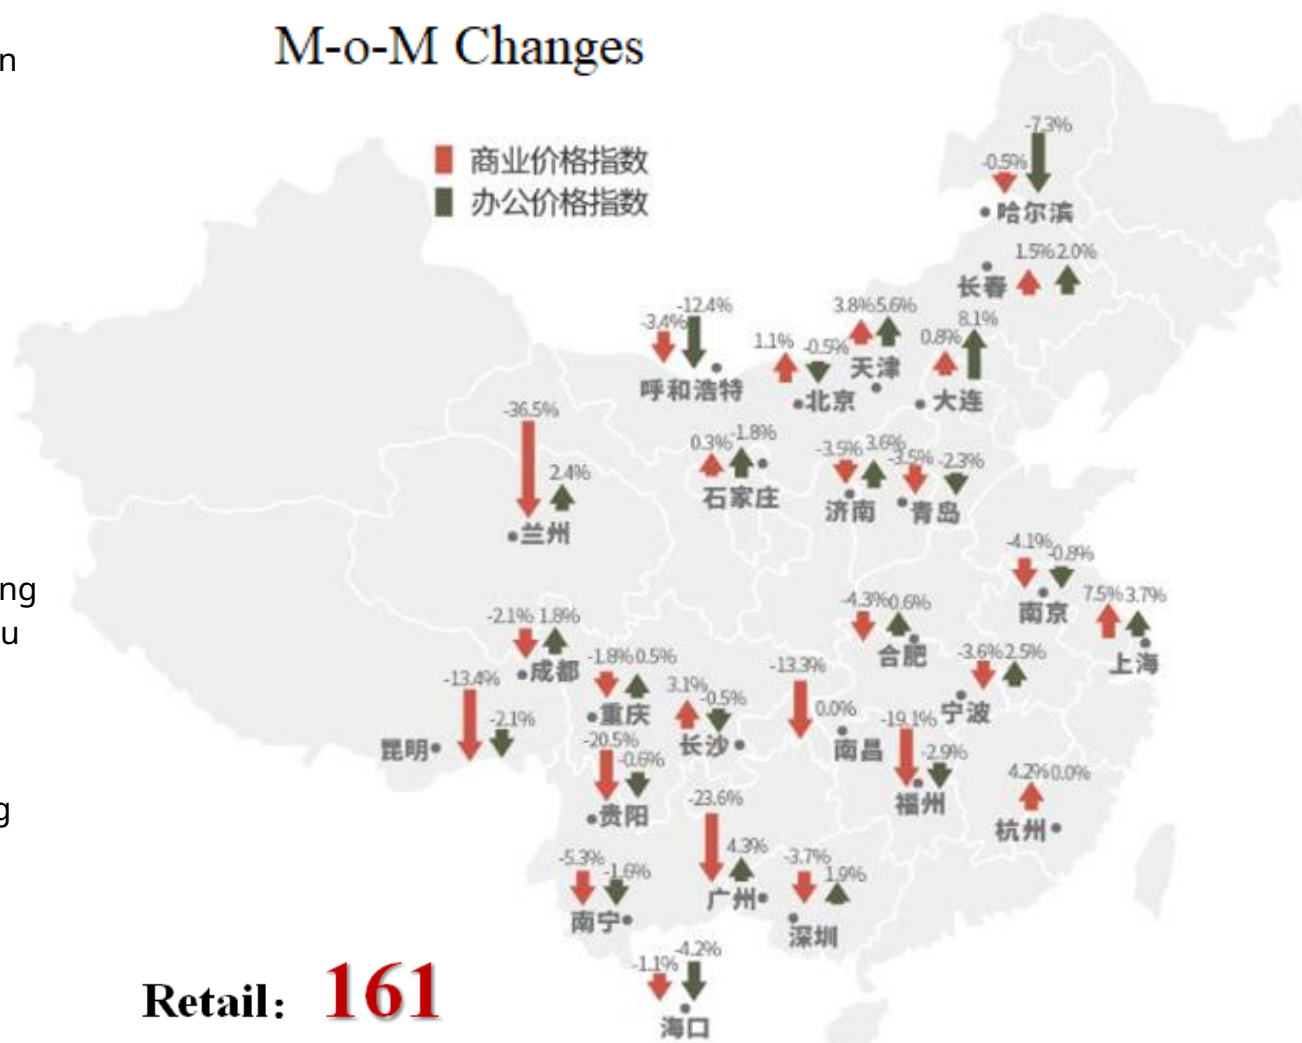 n
M-o-M Changes
商业价格指数
办公价格指数
-7.3%
-0.5%
哈尔滨
1.5% 2.0%
长春
-12.4%
-3.4%
呼和浩特
3.8% 5.6%
1.1% -0.5%
天津
北京
8.1%
0.8%
大连
-36.5%
2.4%
兰州
0.3% -1.8%
石家庄
-3.5% 3.6%
济南
-3.5% -2.3%
青岛
-4.1% -0.8%
南京
7.5% 3.7%
上海
ng
u
-4.3% 0.6%
合肥
-2.1% 1.8%
成都
-3.6% 2.5%
宁波
-1.8% 0.5%
重庆
-13.4%
-2.1%
昆明
3.1% -0.5%
长沙
-13.3%
0.0%
南昌
-20.5%
-0.6%
贵阳
-19.1%
-2.9%
福州
4.2% 0.0%
杭州
g
-23.6%
4.3%
广州
-3.7%
1.9%
深圳
-5.3%
-1.6%
南宁
-4.2%
-1.1%
海口
Retail: 161